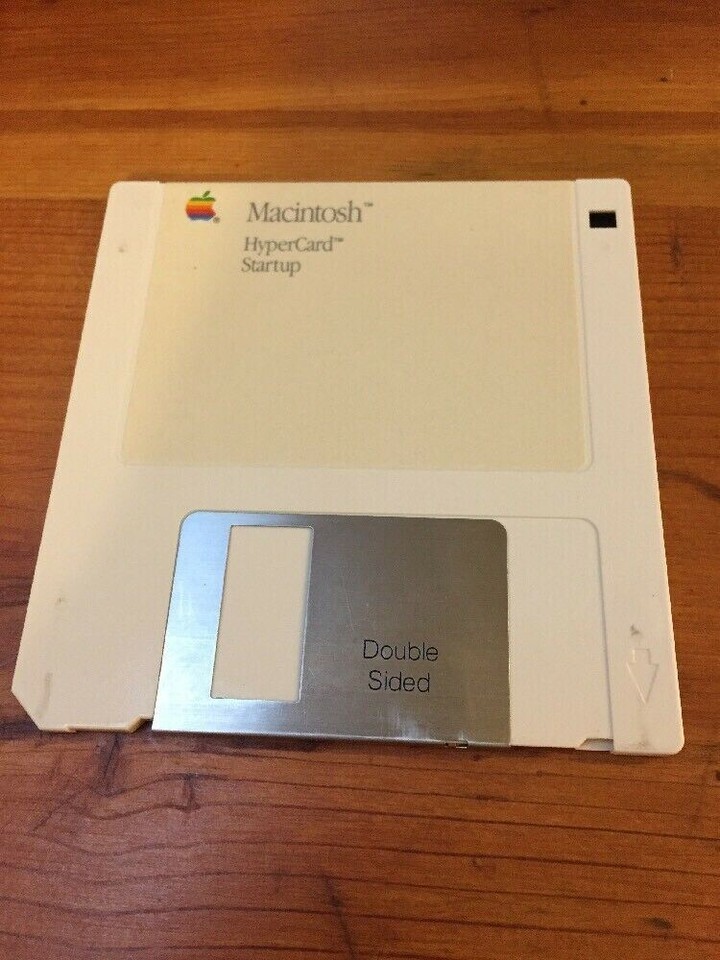 Macintosh™
HyperCard™
Startup
Double
Sided